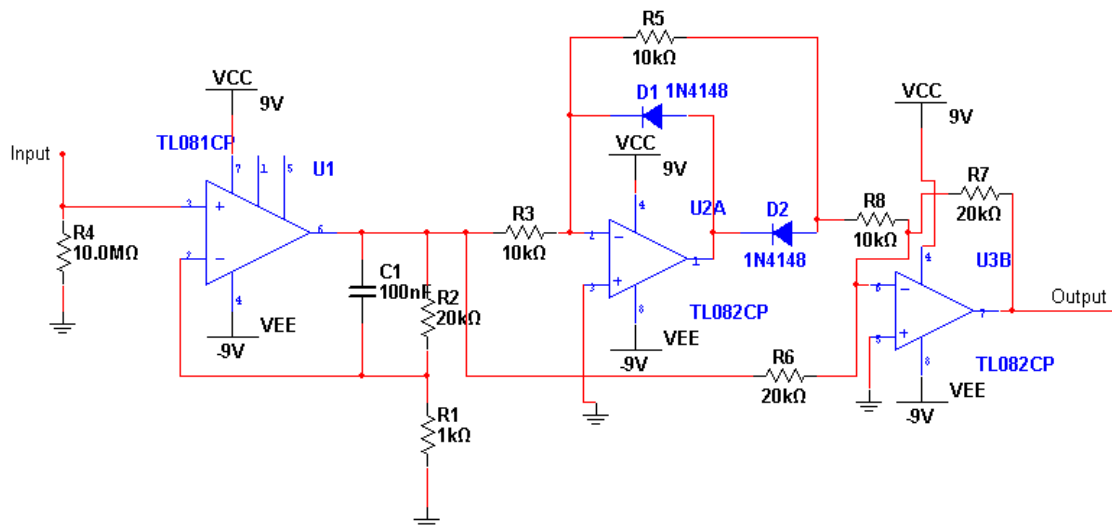 R5
10kΩ
VCC
9V
D1 1N4148
VCC
9V
TL081CP
Input
7
1
5
U1
VCC
9V
3
+
6
2
−
4
R4
10.0MΩ
VEE
-9V
C1
100nF
R2
20kΩ
R1
1kΩ
R3
10kΩ
4
U2A
2
−
1
3
+
8
TL082CP
VEE
-9V
D2
1N4148
R8
10kΩ
R7
20kΩ
4
U3B
6
−
7
5
+
8
Output
TL082CP
R6
20kΩ
VEE
-9V